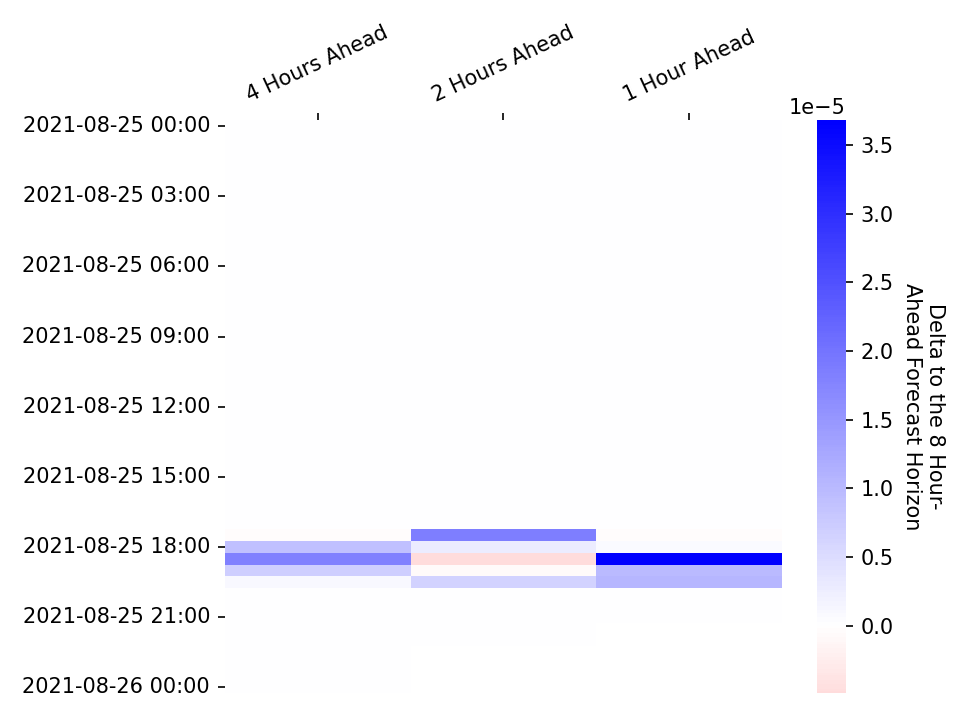 4 Hours Ahead
2 Hours Ahead
1 Hour Ahead
1e−5
2021-08-25 00:00
2021-08-25 03:00
2021-08-25 06:00
2021-08-25 09:00
2021-08-25 12:00
2021-08-25 15:00
2021-08-25 18:00
2021-08-25 21:00
2021-08-26 00:00
3.5
3.0
2.5
2.0
1.5
1.0
0.5
0.0
Delta to the 8 Hour-
Ahead Forecast Horizon